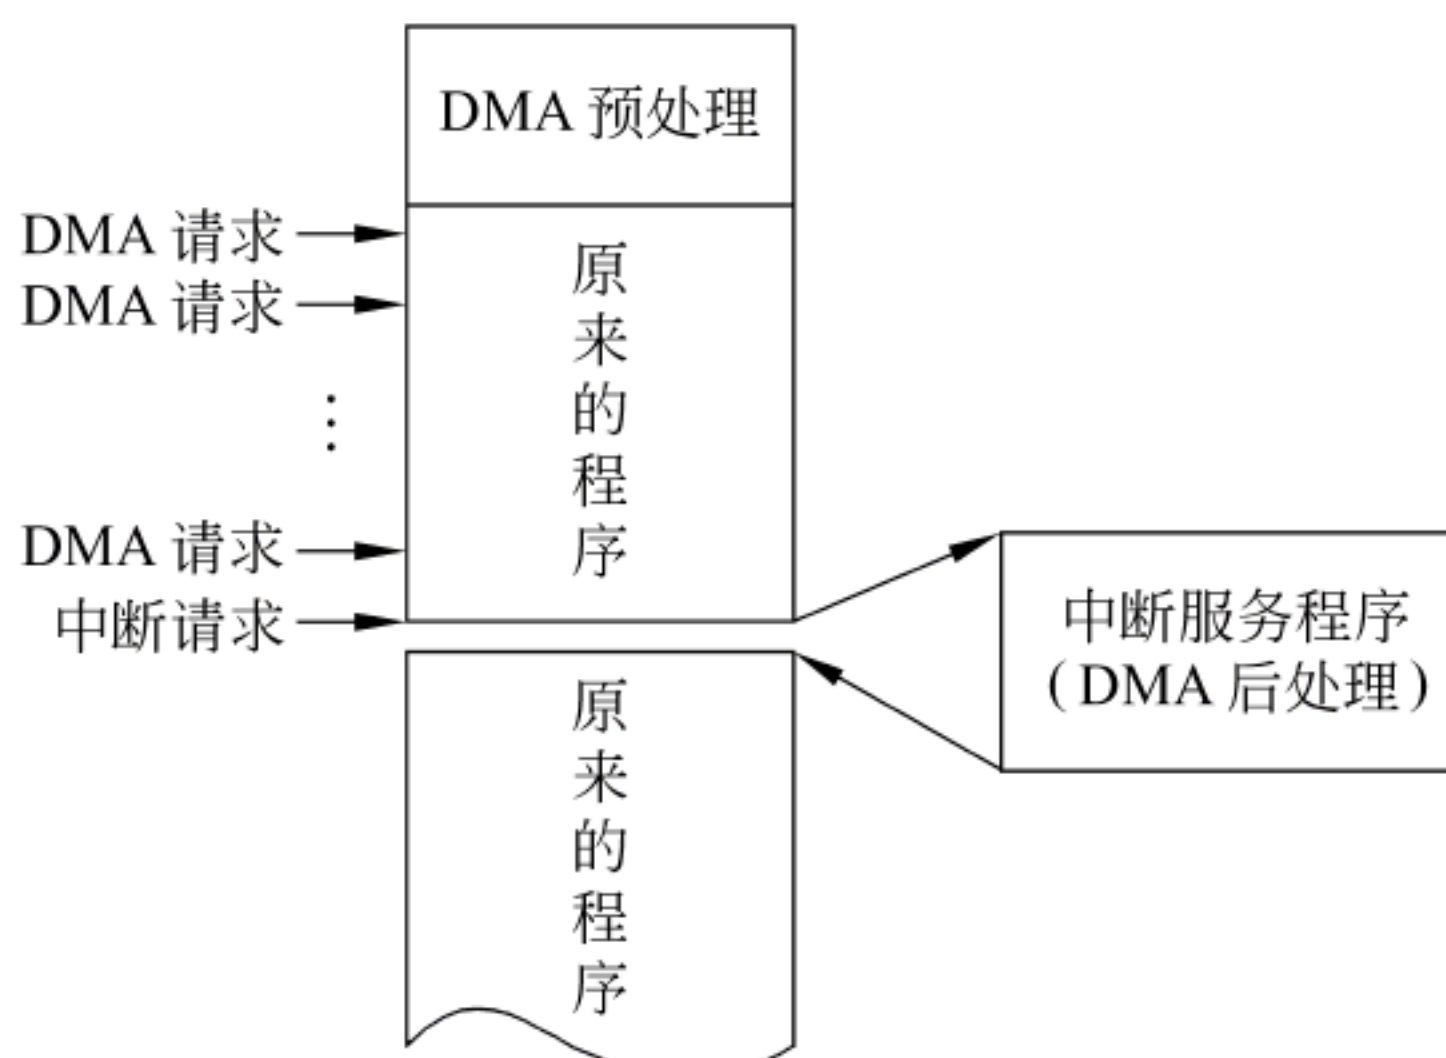 DMA 预处理
DMA 请求
DMA 请求
⋮
DMA 请求
中断请求
原来的程序
中断服务程序
(DMA 后处理)
原来的程序